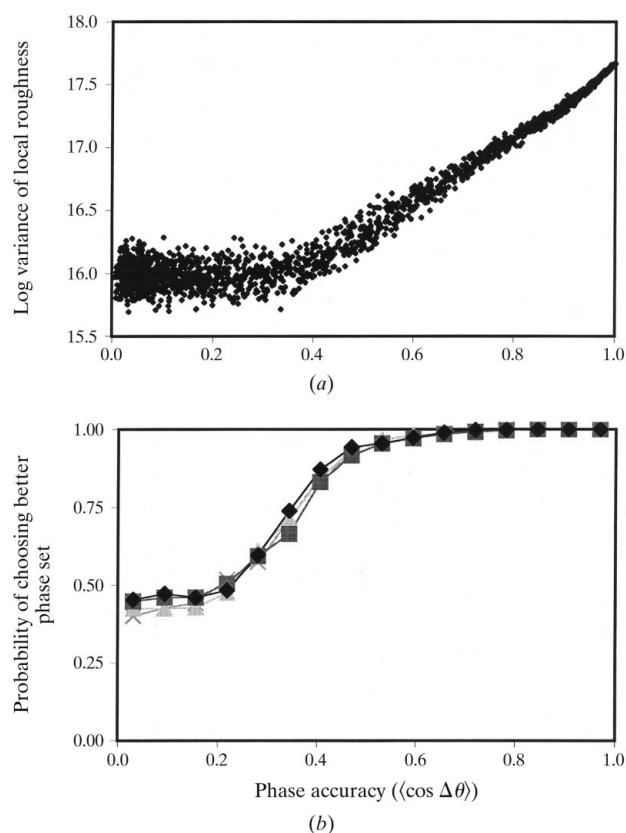 18.0
17.5
17.0
16.5
16.0
15.5
Log variance of local roughness
0.0 0.2 0.4 0.6 0.8 1.0
(a)
1.00
0.75
0.50
0.25
0.00
Probability of choosing better
phase set
0.0 0.2 0.4 0.6 0.8 1.0
Phase accuracy (⟨cos Δθ⟩)
(b)